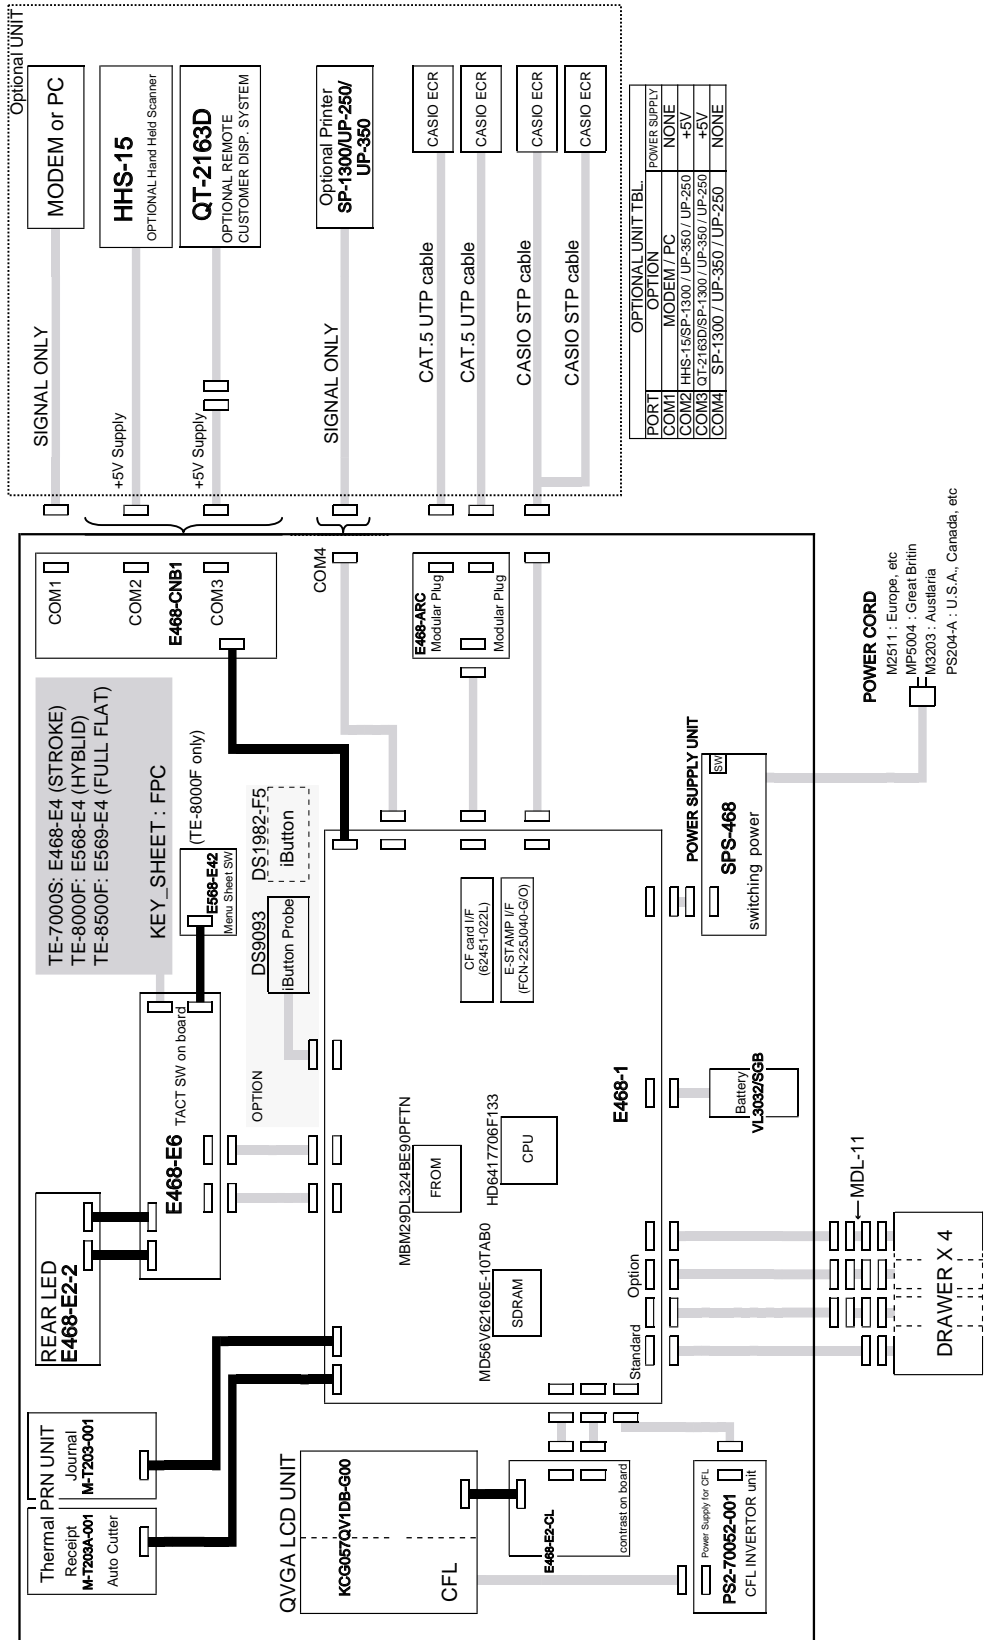 Thermal PRN UNIT
Receipt
M-T203A-001
Auto Cutter
Journal
M-T203-001
REAR LED
E468-E2-2
E468-E6
TACT SW on board
TE-7000S: E468-E4 (STROKE)
TE-8000F: E568-E4 (HYBLID)
TE-8500F: E569-E4 (FULL FLAT)
KEY_SHEET : FPC
(TE-8000F only)
E568-E42
Menu Sheet SW
OPTION
DS9093
iButton Probe
DS1982-F5
iButton
COM1
COM2
COM3
E468-CNB1
COM4
E468-ARC
Modular Plug
Modular Plug
QVGA LCD UNIT
KCG057QV1DB-G00
CFL
E468-E2-CL
contrast on board
Power Supply for CFL
PS2-70052-001
CFL INVERTOR unit
MBM29DL324BE90PFTN
FROM
HD6417706F133
CPU
MD56V62160E-10TAB0
SDRAM
CF card I/F
(62451-022L)
E-STAMP I/F
(FCN-225J040-G/O)
E468-1
Standard
Option
MDL-11
DRAWER X 4
Battery
VL3032/SGB
POWER SUPPLY UNIT
SPS-468
switching power
SW
POWER CORD
M2511 : Europe, etc
MP5004 : Great Britin
M3203 : Austlaria
PS204-A : U.S.A., Canada, etc
Optional UNIT
SIGNAL ONLY
MODEM or PC
+5V Supply
HHS-15
OPTIONAL Hand Held Scanner
+5V Supply
QT-2163D
OPTIONAL REMOTE
CUSTOMER DISP. SYSTEM
SIGNAL ONLY
Optional Printer
SP-1300/UP-250/
UP-350
CAT.5 UTP cable
CASIO ECR
CAT.5 UTP cable
CASIO ECR
CASIO STP cable
CASIO ECR
CASIO STP cable
CASIO ECR
OPTIONAL UNIT TBL.
PORT OPTION POWER SUPPLY
COM1 MODEM / PC NONE
COM2 HHS-15/SP-1300 / UP-350 / UP-250 +5V
COM3 QT-2163D/SP-1300 / UP-350 / UP-250 +5V
COM4 SP-1300 / UP-350 / UP-250 NONE